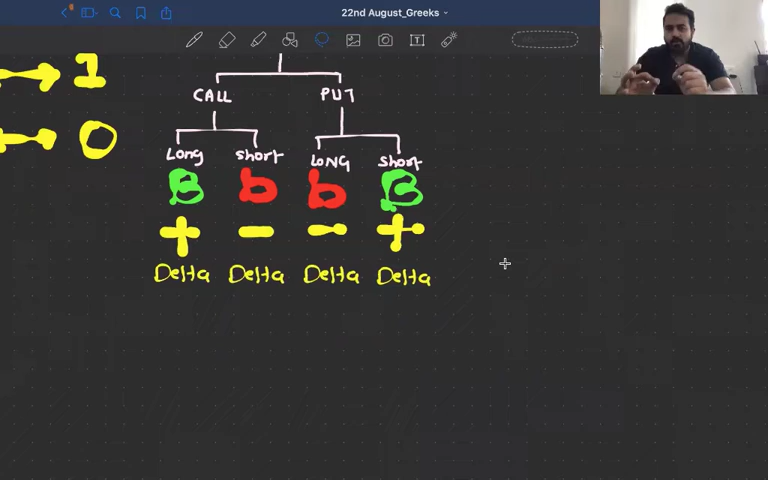 22nd August_Greeks
1
CALL PUT
0
Long short LONG short
B b b B
+ - - +
Delta Delta Delta Delta